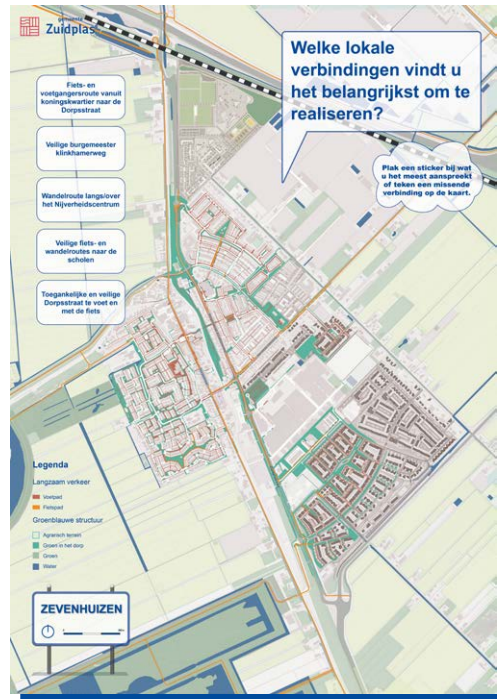 gemeente
Zuidplas
Welke lokale
verbindingen vindt u
het belangrijkst om te
realiseren?
Plak een sticker bij wat
u het meest aanspreekt
of teken een missende
verbinding op de kaart.
Fiets- en
voetgangersroute vanuit
koningskwartier naar de
Dorpsstraat
Veilige burgemeester
klinkhamerweg
Wandelroute langs/over
het Nijverheidscentrum
Veilige fiets- en
wandelroutes naar de
scholen
Toegankelijke en veilige
Dorpsstraat te voet en
met de fiets
Legenda
Langzaam verkeer
Voetpad
Fietspad
Groenblauwe structuur
Agrarisch terrein
Groen in het dorp
Groen
Water
ZEVENHUIZEN